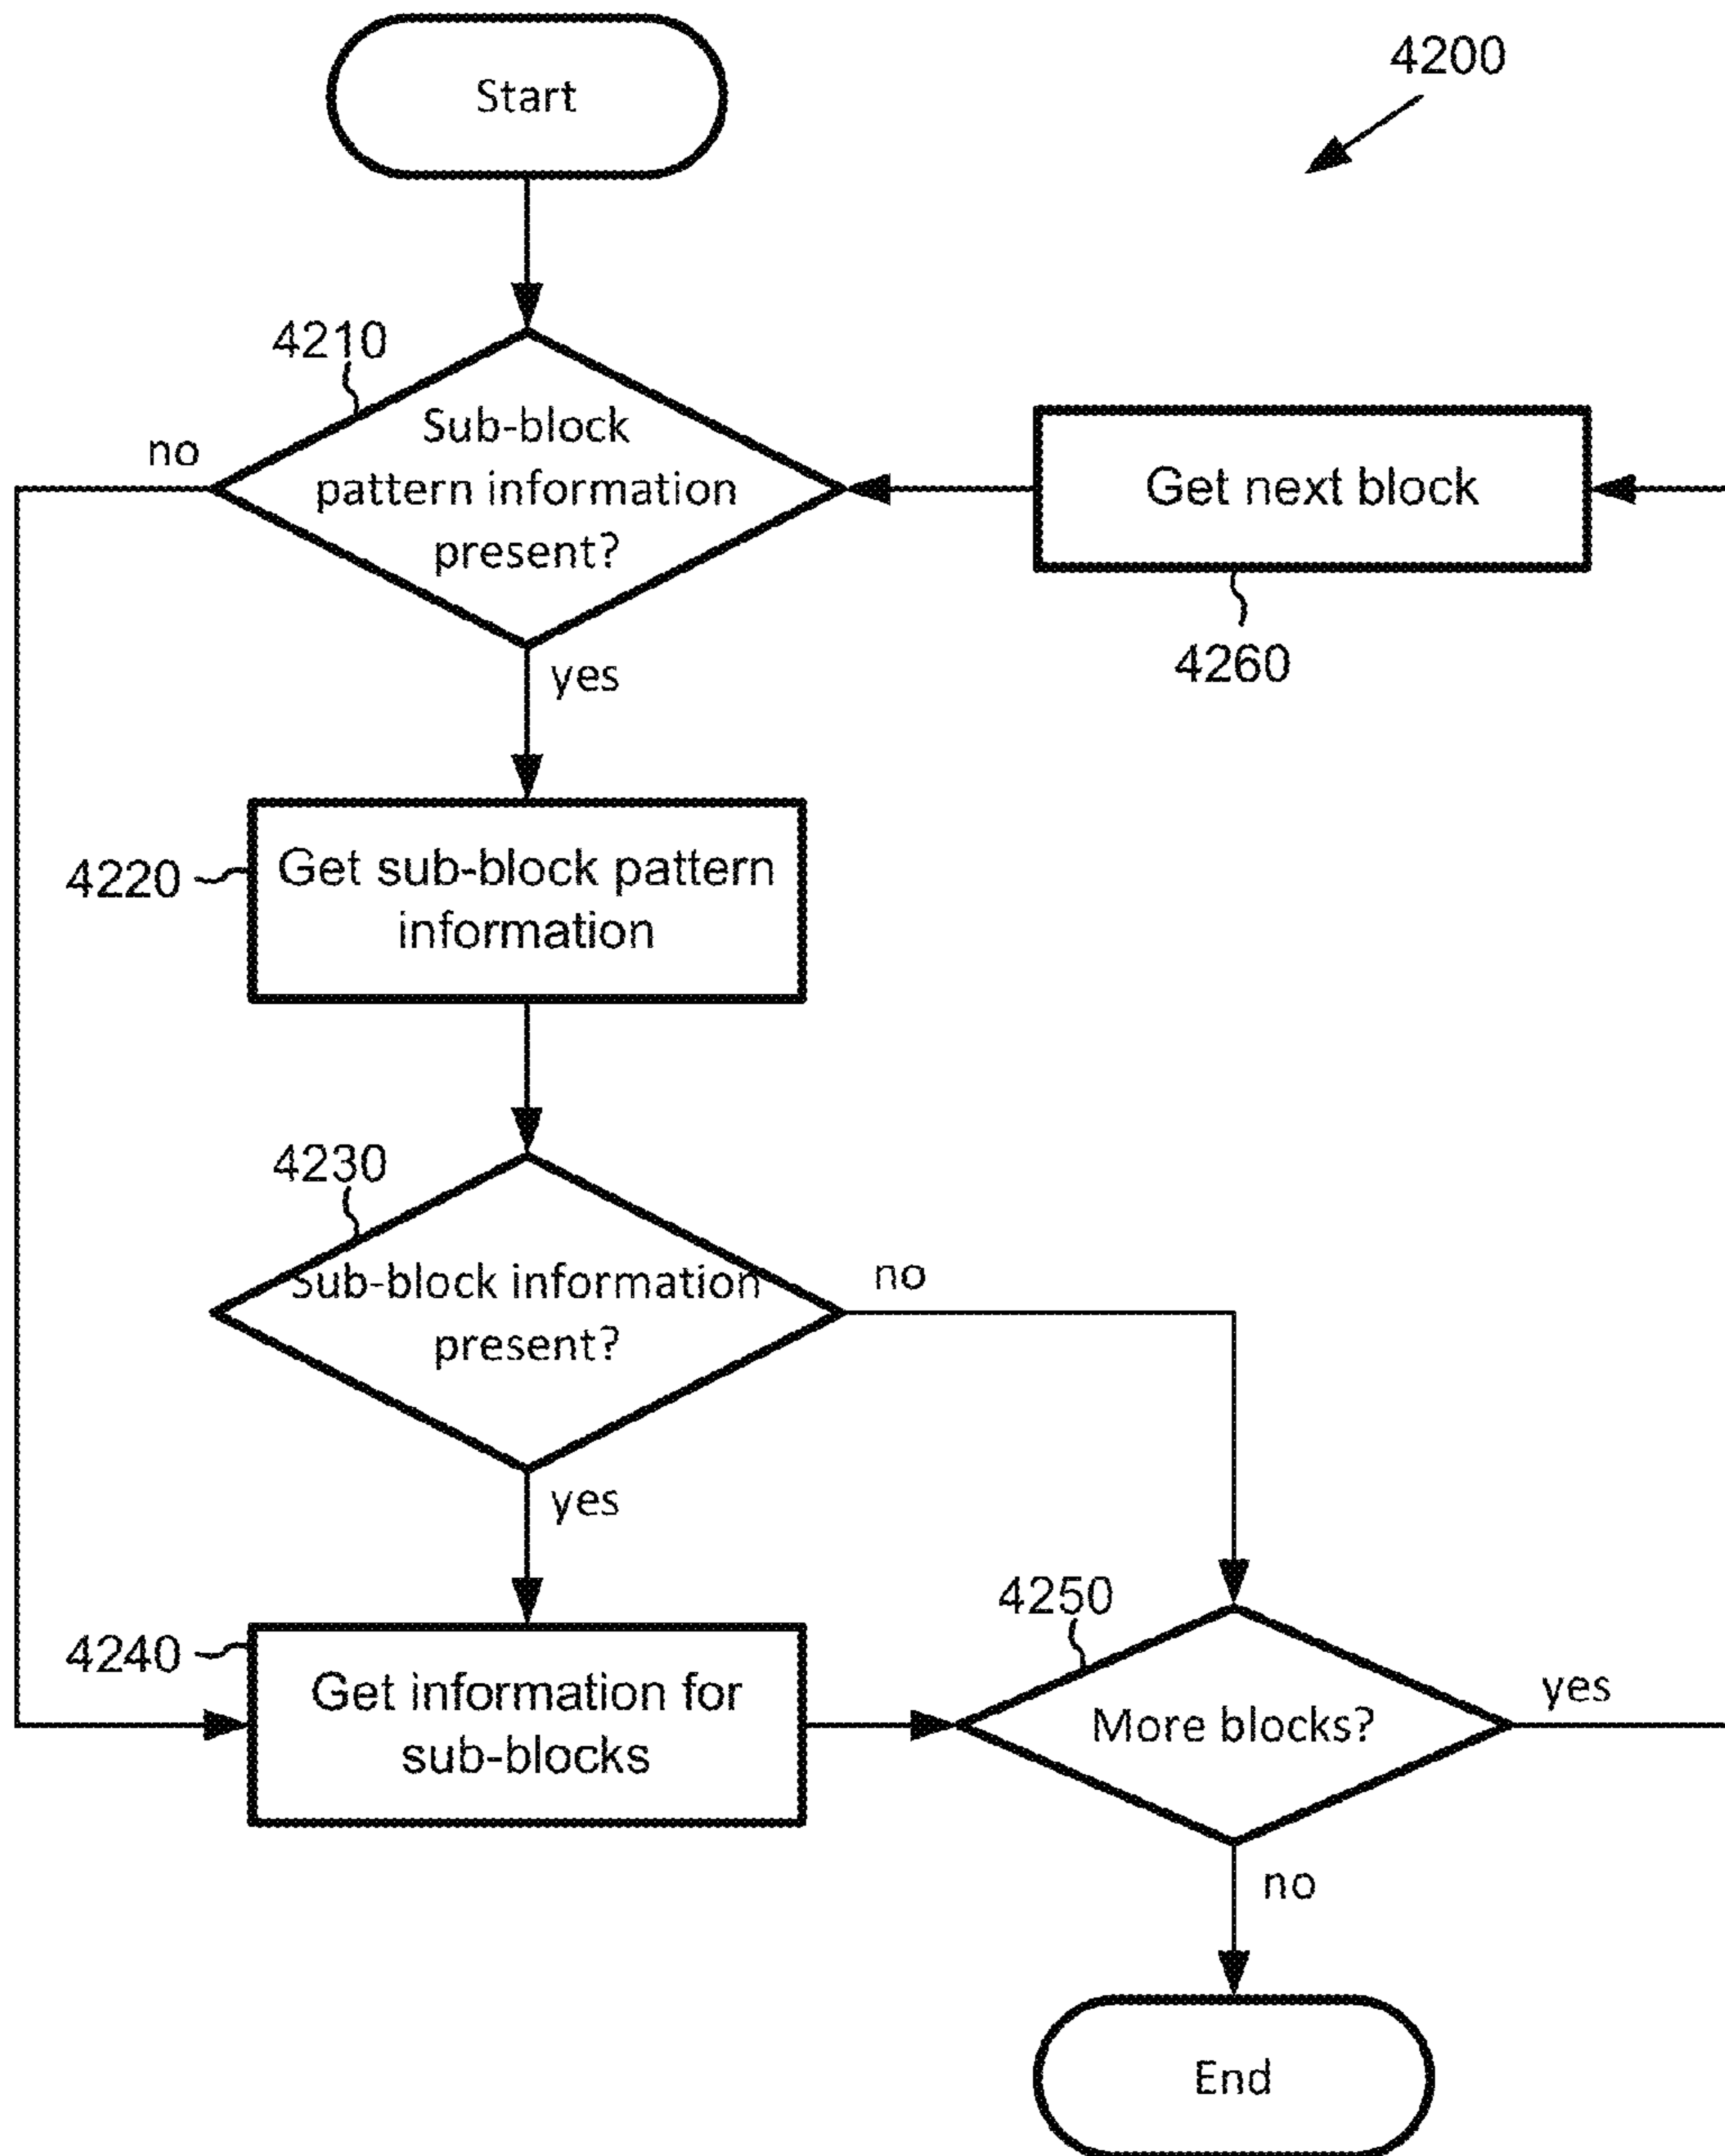 Start
4200
4210
no
Sub-block
pattern information
present?
yes
Get next block
4260
4220
Get sub-block pattern
information
4230
Sub-block information
present?
no
yes
4240
Get information for
sub-blocks
4250
More blocks?
yes
no
End